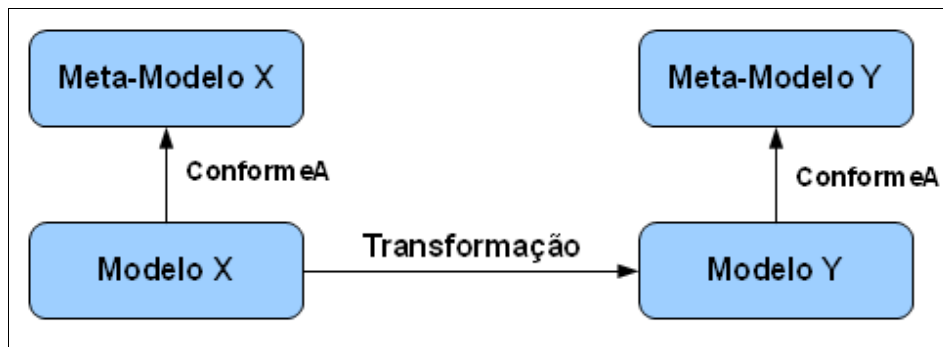 Meta-Modelo X
Meta-Modelo Y
ConformeA
ConformeA
Modelo X
Transformação
Modelo Y